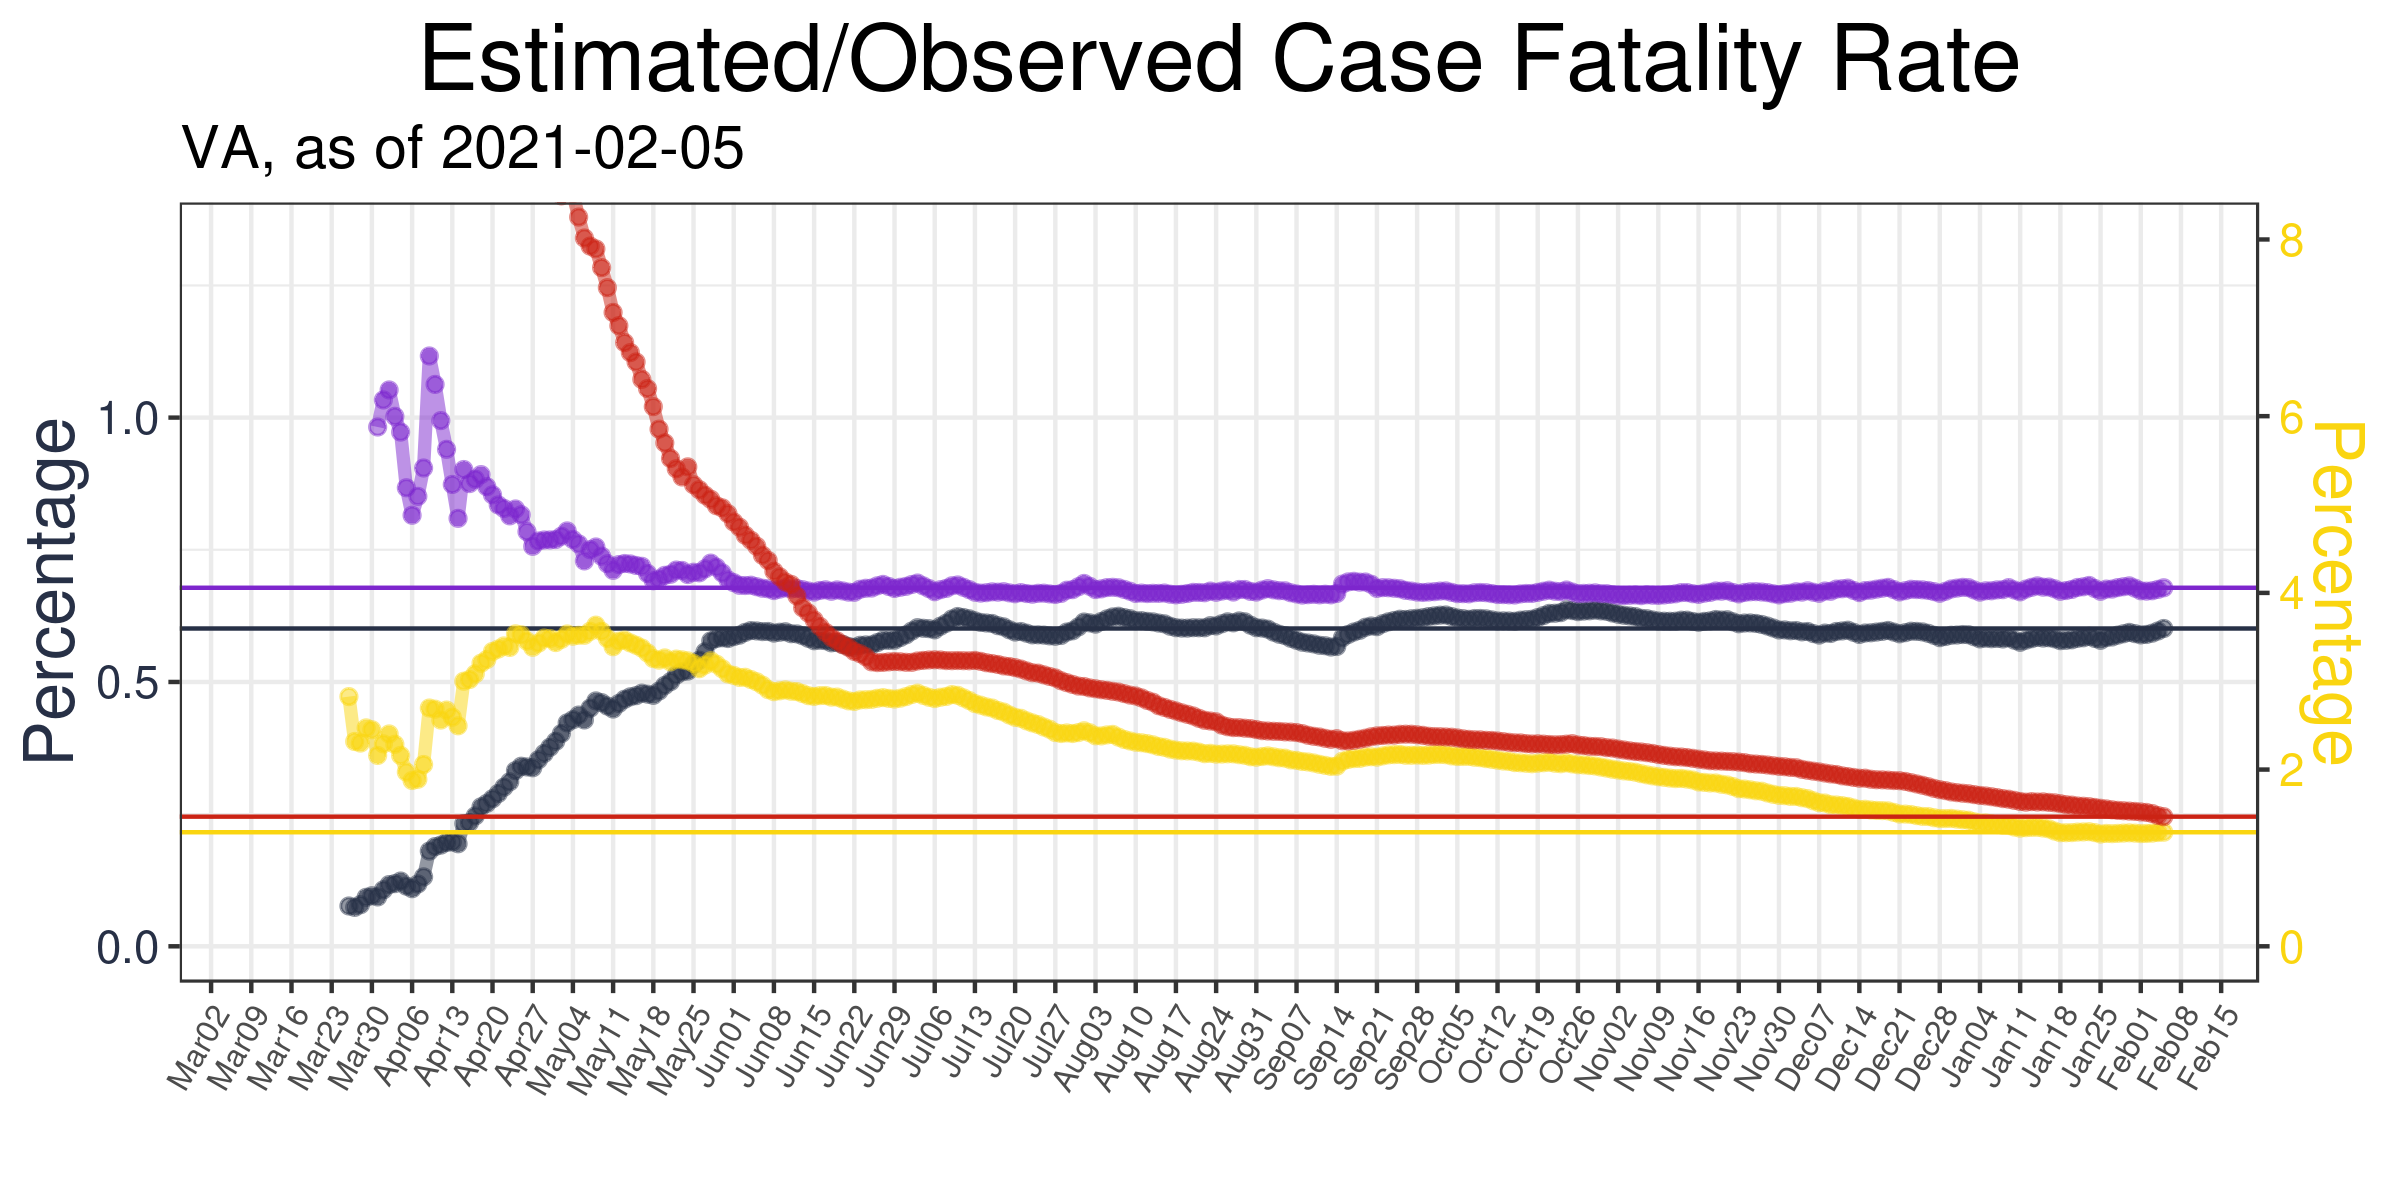 Estimated/Observed Case Fatality Rate
VA, as of 2021-02-05
Percentage
1.0
0.5
0.0
8
6
4
2
0
Percentage
Mar02 Mar09 Mar16 Mar23 Mar30 Apr06 Apr13 Apr20 Apr27 May04 May11 May18 May25 Jun01 Jun08 Jun15 Jun22 Jun29 Jul06 Jul13 Jul20 Jul27 Aug03 Aug10 Aug17 Aug24 Aug31 Sep07 Sep14 Sep21 Sep28 Oct05 Oct12 Oct19 Oct26 Nov02 Nov09 Nov16 Nov23 Nov30 Dec07 Dec14 Dec21 Dec28 Jan04 Jan11 Jan18 Jan25 Feb01 Feb08 Feb15